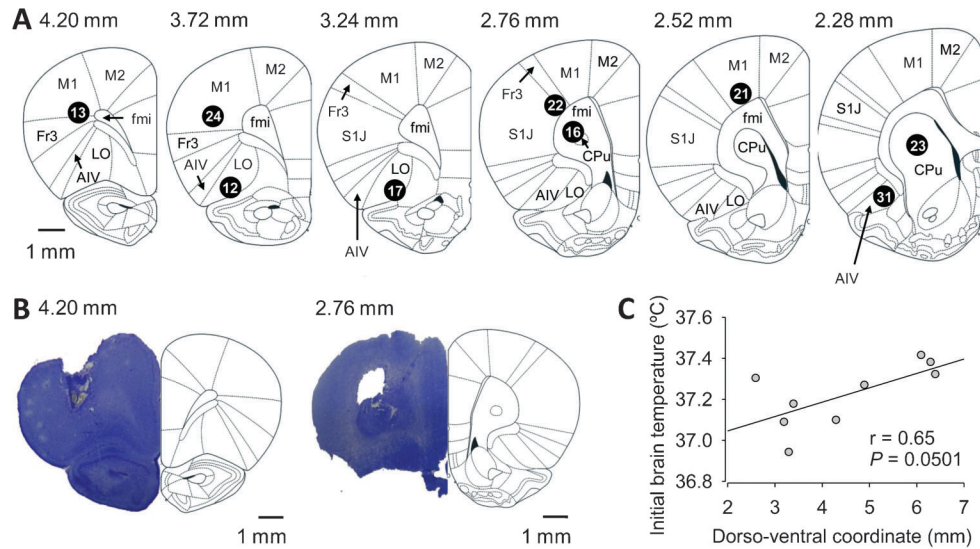 A 4.20 mm 3.72 mm 3.24 mm 2.76 mm 2.52 mm 2.28 mm
M1 M2 13 fmi Fr3 LO AIV
1 mm
M1 M2 24 fmi Fr3 AIV LO 12
M1 M2 Fr3 S1J fmi LO 17 AIV
Fr3 M1 M2 22 fmi S1J 16 CPu AIV LO
M1 M2 21 fmi S1J AIV LO
M1 M2 S1J 23 CPu 31 AIV
B 4.20 mm 2.76 mm
1 mm 1 mm
C
Initial brain temperature (ºC)
37.6
37.4
37.2
37.0
36.8
r = 0.65
P = 0.0501
2 3 4 5 6 7
Dorso-ventral coordinate (mm)